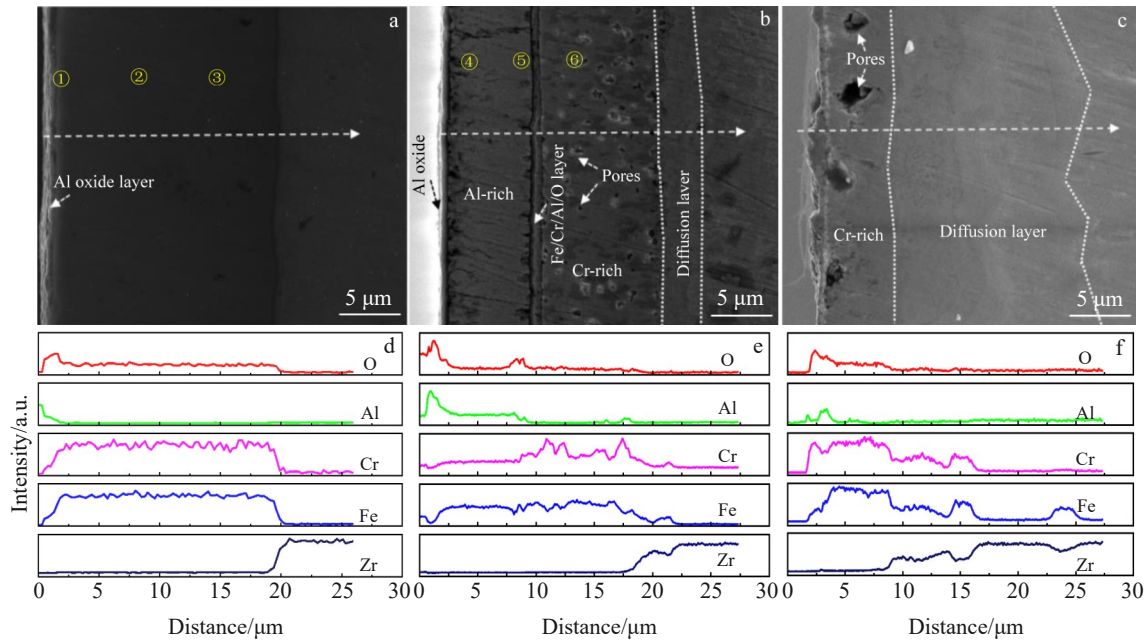 a
①
②
③
Al oxide layer
5 μm
b
④
⑤
⑥
Al oxide
Al-rich
Fe/Cr/Al/O layer
Pores
Cr-rich
Diffusion layer
5 μm
c
Pores
Cr-rich
Diffusion layer
5 μm
Intensity/a.u.
d
O
Al
Cr
Fe
Zr
0 5 10 15 20 25 30
Distance/μm
e
O
Al
Cr
Fe
Zr
0 5 10 15 20 25 30
Distance/μm
f
O
Al
Cr
Fe
Zr
0 5 10 15 20 25 30
Distance/μm